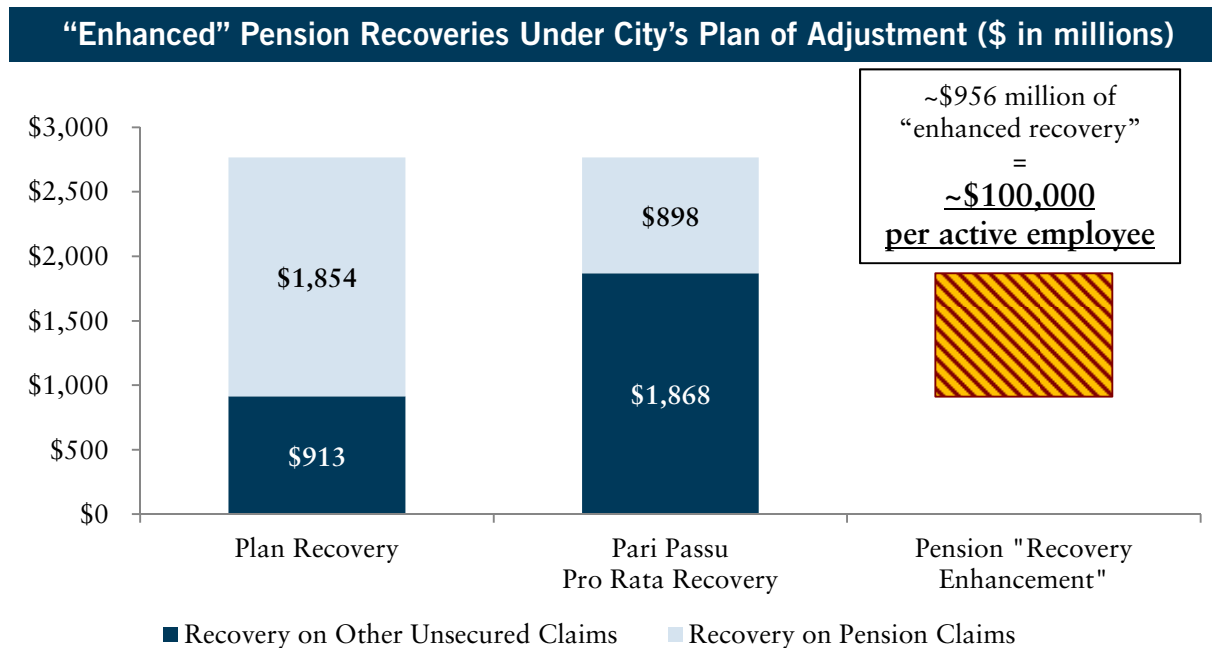 “Enhanced” Pension Recoveries Under City’s Plan of Adjustment ($ in millions)
~$956 million of
“enhanced recovery”
=
~$100,000
per active employee
$3,000
$2,500
$2,000
$1,500
$1,000
$500
$0
$1,854
$913
$898
$1,868
Plan Recovery
Pari Passu
Pro Rata Recovery
Pension "Recovery
Enhancement"
Recovery on Other Unsecured Claims
Recovery on Pension Claims